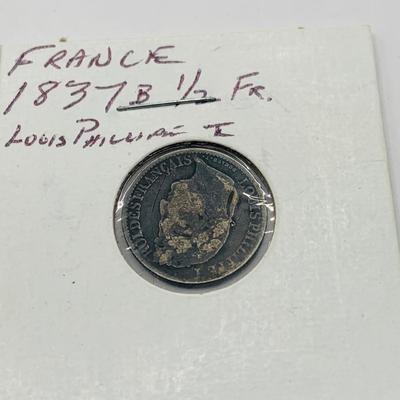 FRANCE
1837 B 1/2 FR.
LOUIS PHILLIPE I
LOUIS PHILIPPE I
ROI DES FRANÇAIS